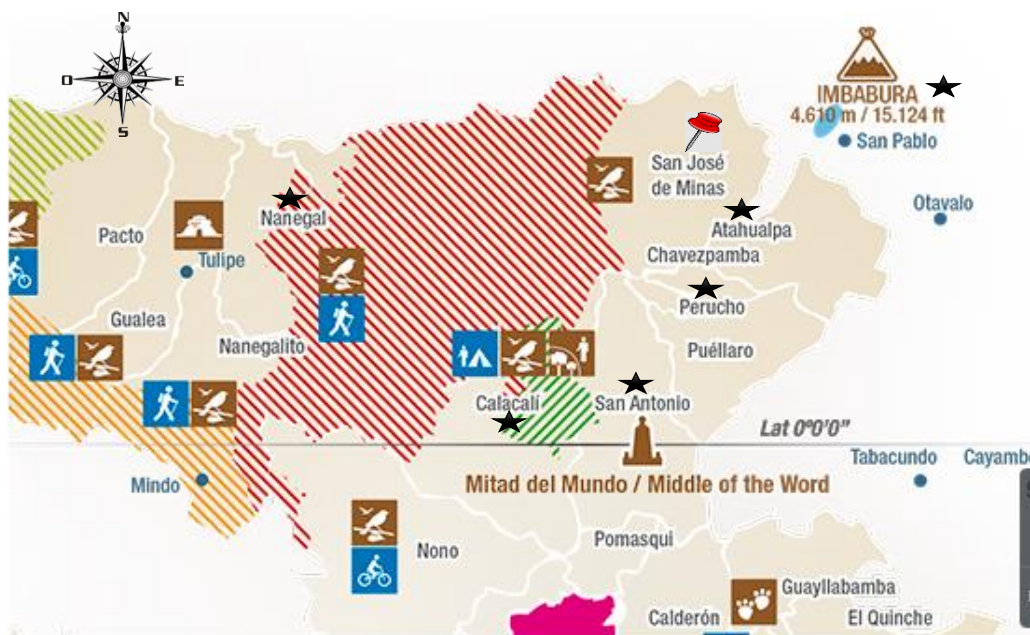 N
O
E
S
IMBABURA
4.610 m / 15.124 ft
San Pablo
San José
de Minas
Otavalo
Nanegal
Atahualpa
Pacto
Chavezpamba
Tulipe
Perucho
Gualea
Nanegalito
Puéllaro
Calacalí
San Antonio
Lat 0º0'0"
Tabacundo
Cayambe
Mindo
Mitad del Mundo / Middle of the Word
Nono
Pomasqui
Guayllabamba
Calderón
El Quinche